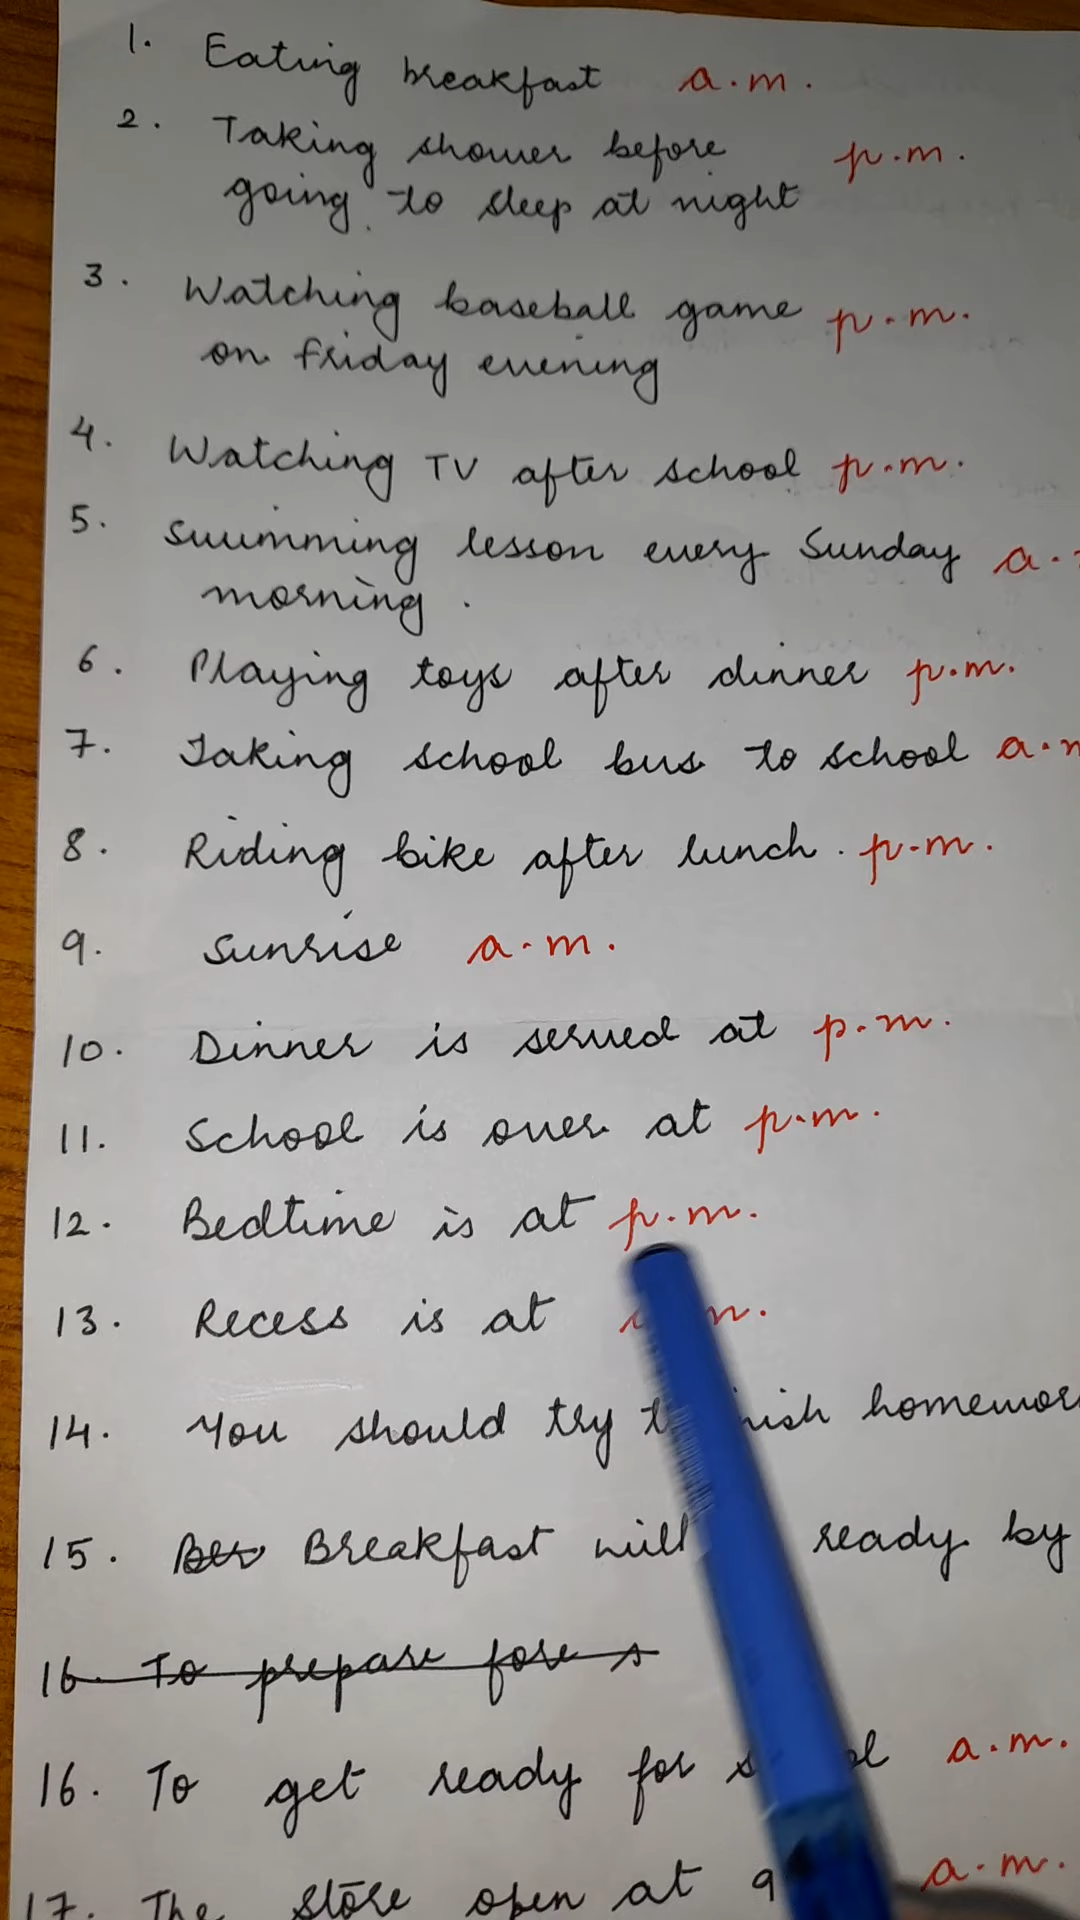 1. Eating breakfast a.m.
2. Taking shower before p.m.
going to sleep at night
3. Watching baseball game p.m.
on Friday evening
4. Watching TV after school p.m.
5. Swimming lesson every Sunday a.
morning.
6. Playing toys after dinner p.m.
7. Taking school bus to school a.m
8. Riding bike after lunch. p.m.
9. Sunrise a.m.
10. Dinner is served at p.m.
11. School is over at p.m.
12. Bedtime is at p.m.
13. Recess is at
14. You should try
15. Breakfast will ready by
16. To prepare fore s
16. To get ready for a.m.
17. The store open at 9 a.m.